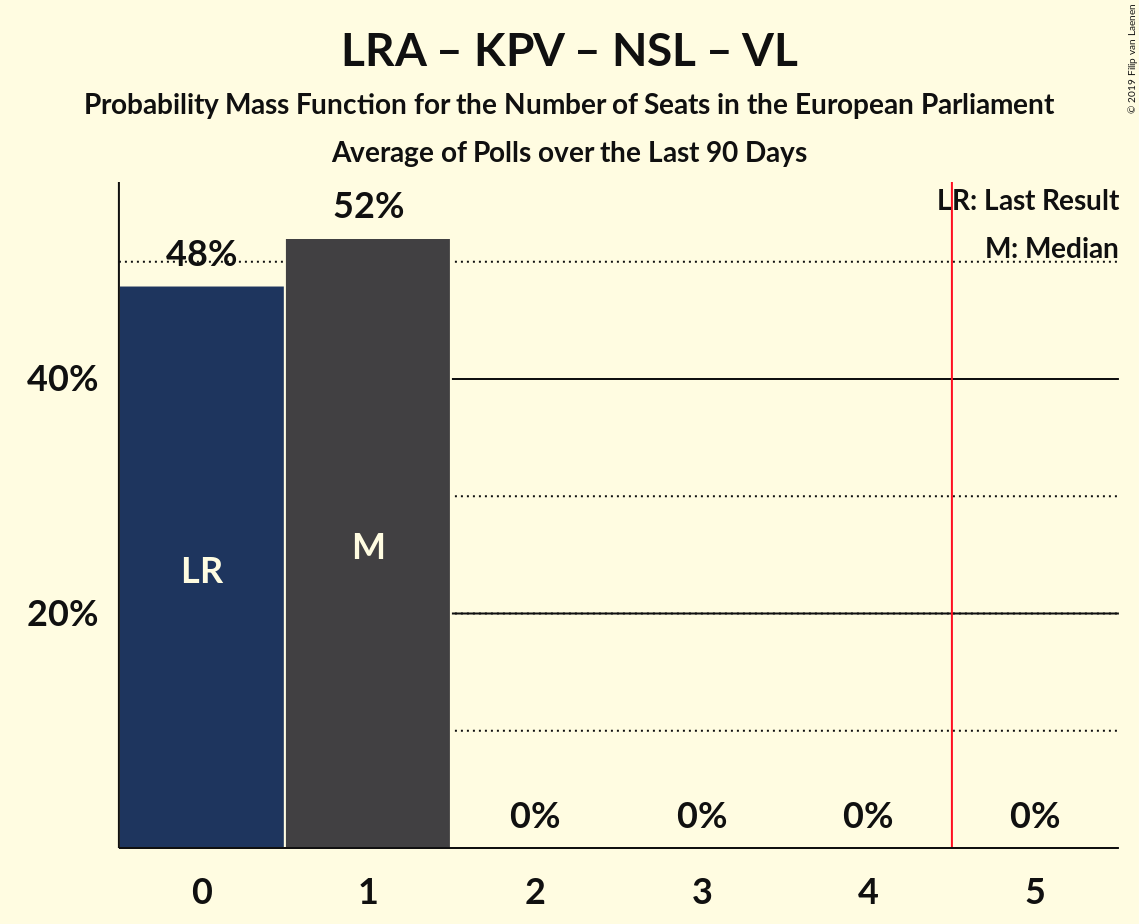 LRA – KPV – NSL – VL
Probability Mass Function for the Number of Seats in the European Parliament
Average of Polls over the Last 90 Days
© 2019 Filip van Laenen
LR: Last Result
M: Median
52%
48%
40%
20%
LR
M
0%
0%
0%
0%
0
1
2
3
4
5